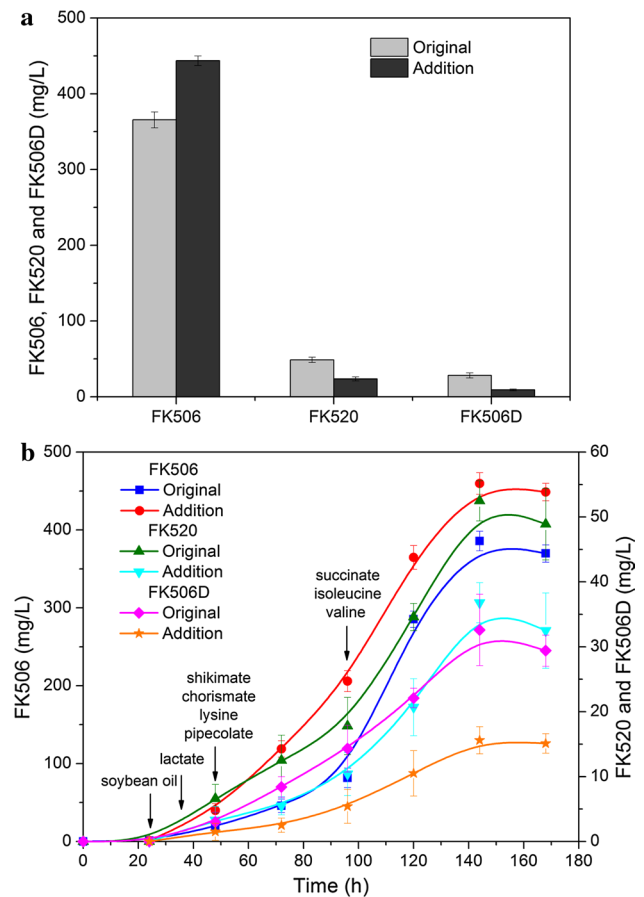 a
FK506, FK520 and FK506D (mg/L)
500
400
300
200
100
0
Original
Addition
FK506
FK520
FK506D
b
FK506 (mg/L)
500
400
300
200
100
0
FK506
Original
Addition
FK520
Original
Addition
FK506D
Original
Addition
succinate
isoleucine
valine
shikimate
chorismate
lysine
pipecolate
lactate
soybean oil
60
50
40
30
20
10
0
FK520 and FK506D (mg/L)
0
20
40
60
80
100
120
140
160
180
Time (h)